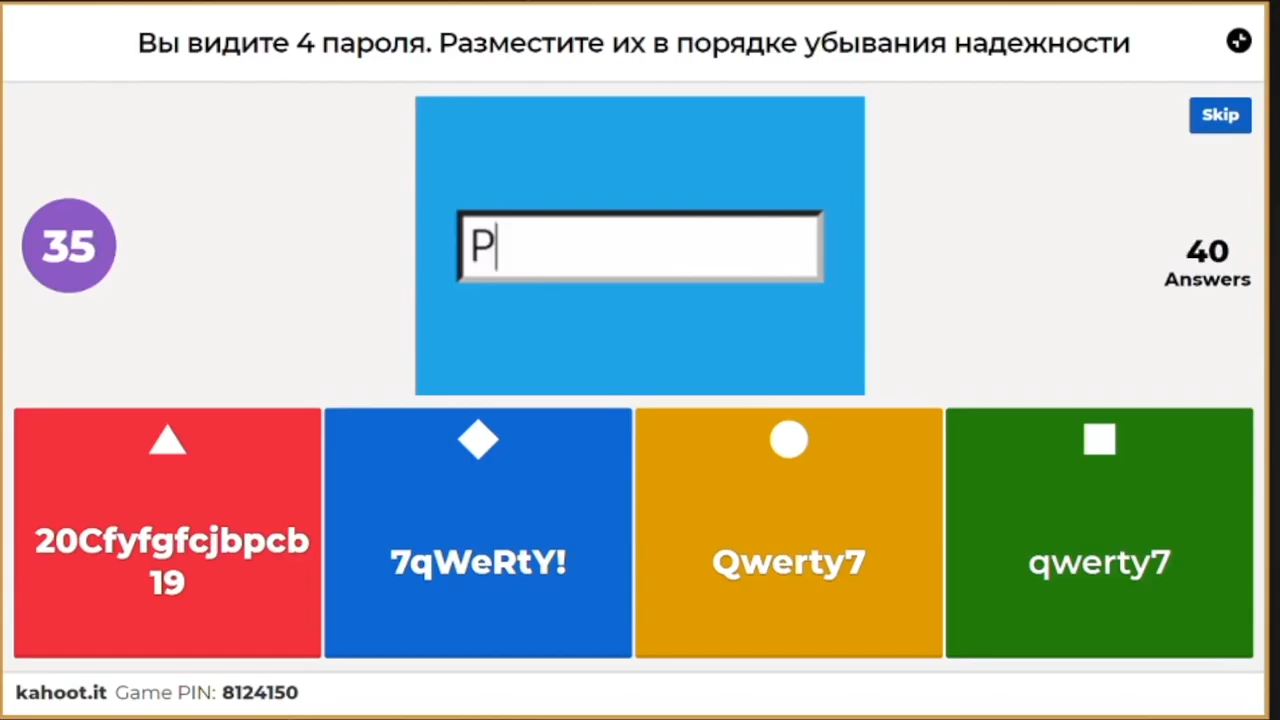 Вы видите 4 пароля. Разместите их в порядке убывания надежности
Skip
35
P
40
Answers
20Cfyfgfcjbpcb
19
7qWeRtY!
Qwerty7
qwerty7
kahoot.it Game PIN: 8124150